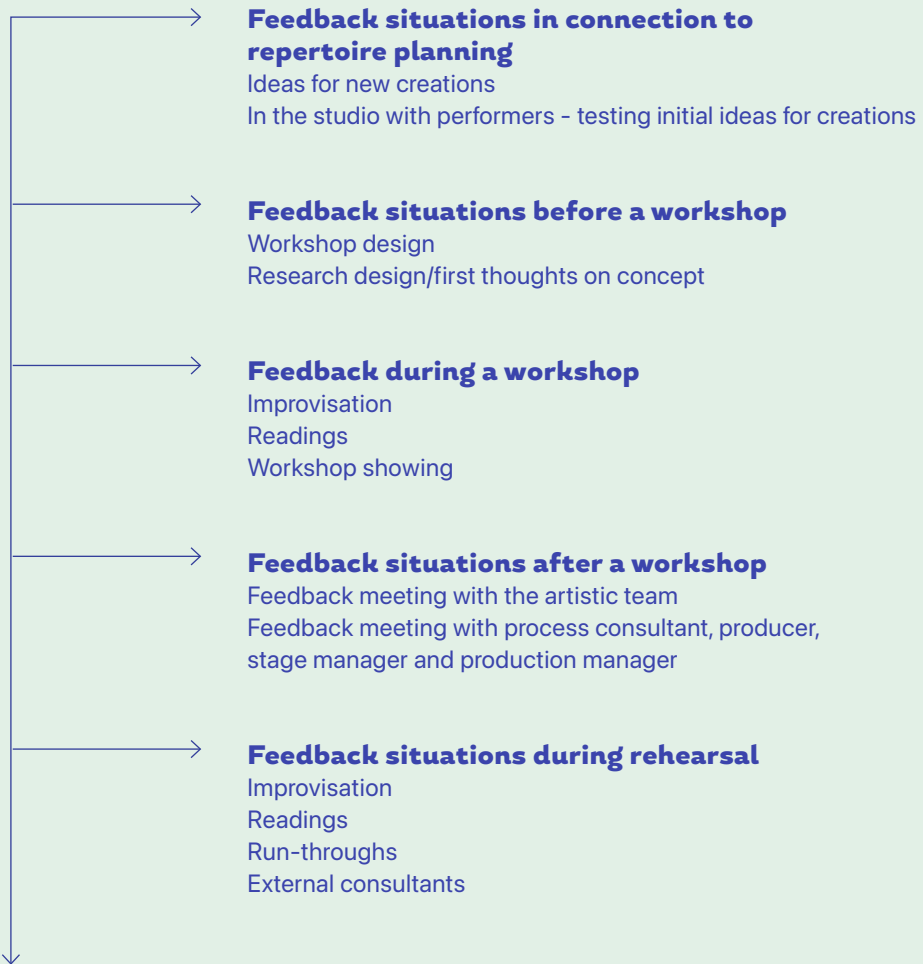 Feedback situations in connection to
repertoire planning
Ideas for new creations
In the studio with performers - testing initial ideas for creations
Feedback situations before a workshop
Workshop design
Research design/first thoughts on concept
Feedback during a workshop
Improvisation
Readings
Workshop showing
Feedback situations after a workshop
Feedback meeting with the artistic team
Feedback meeting with process consultant, producer,
stage manager and production manager
Feedback situations during rehearsal
Improvisation
Readings
Run-throughs
External consultants